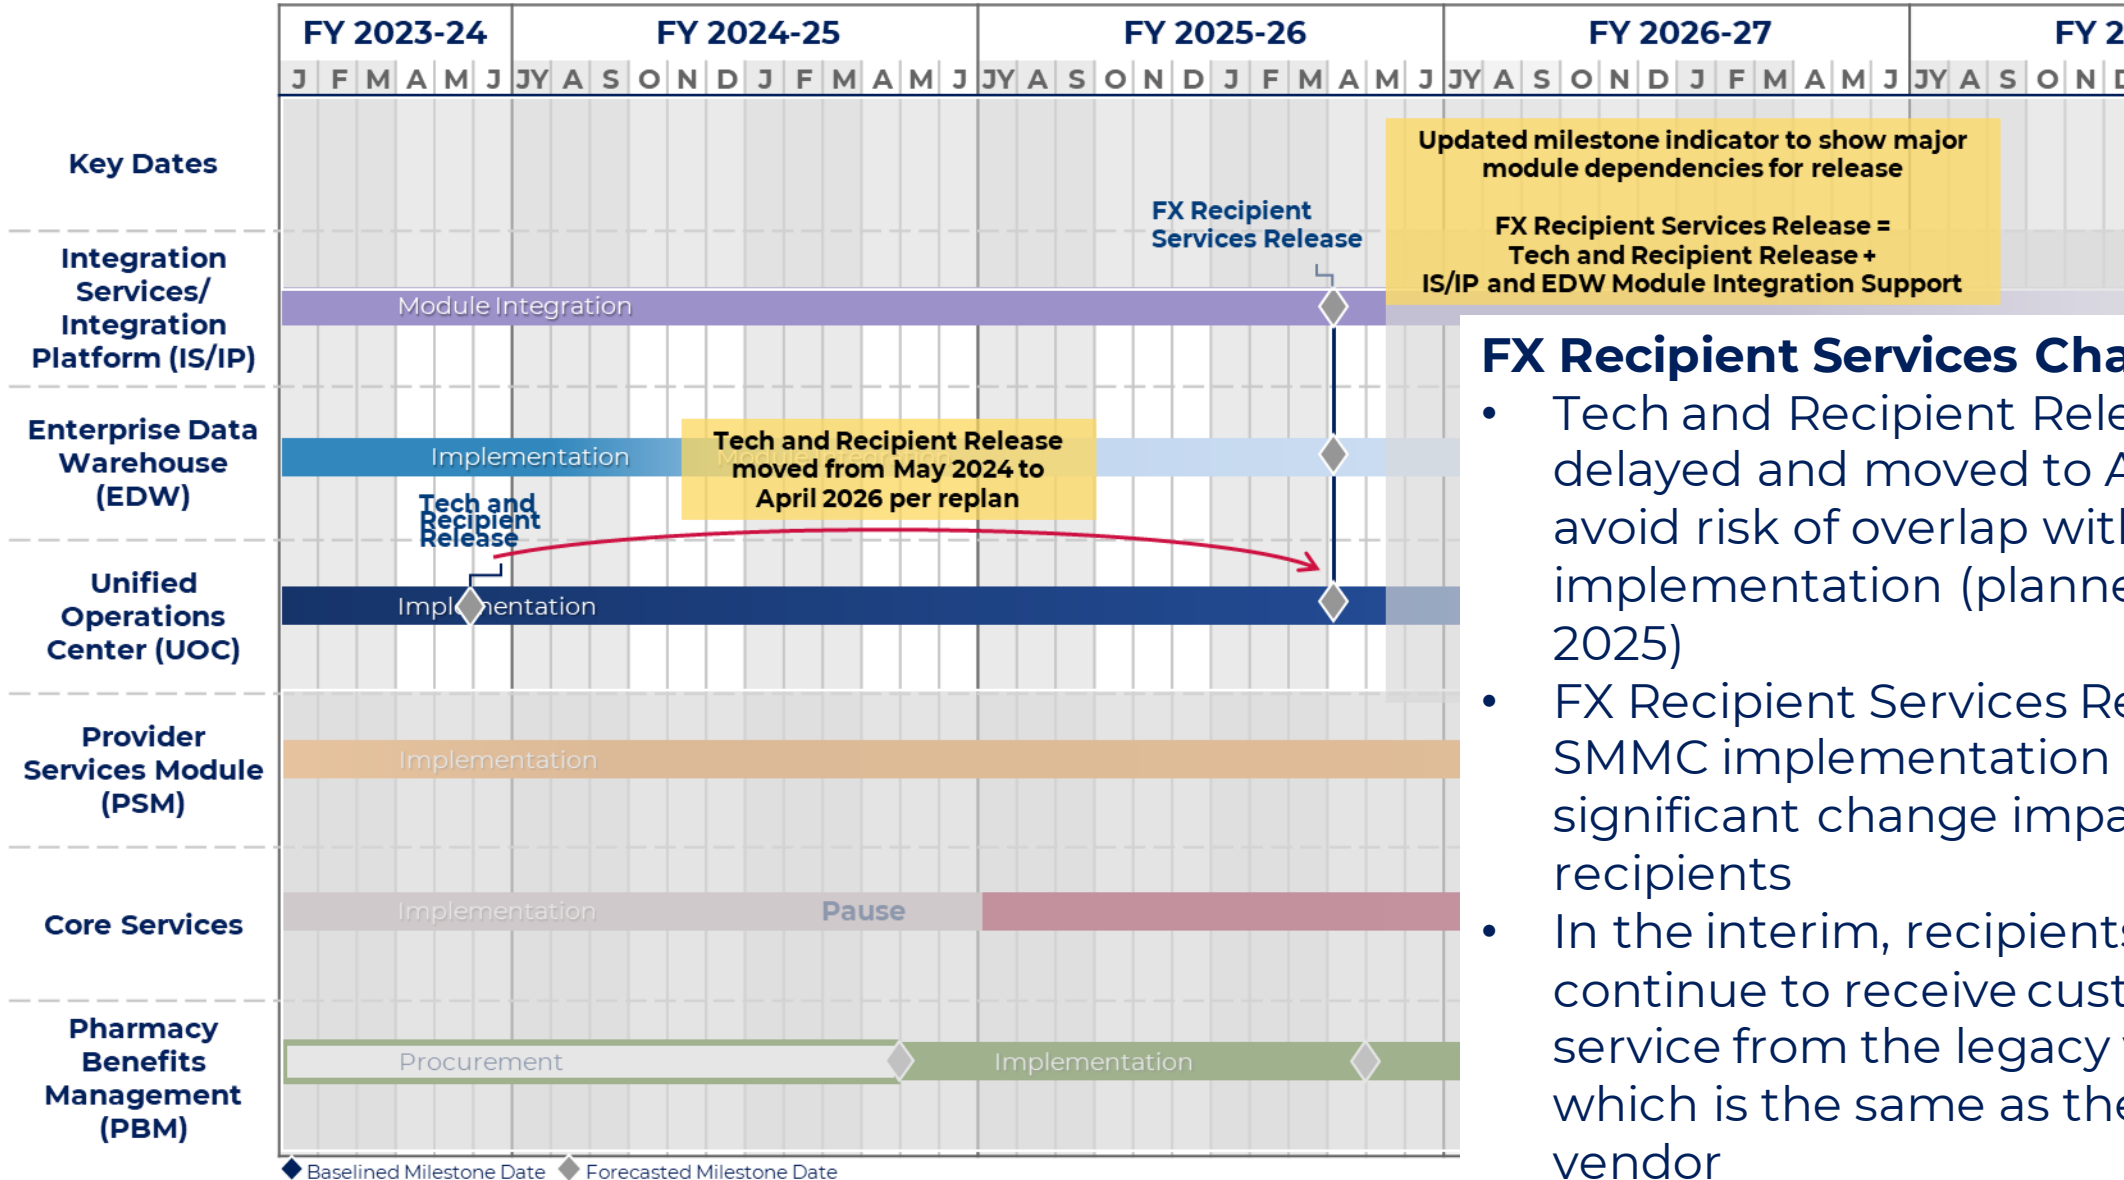 FY 2023-24 FY 2024-25 FY 2025-26 FY 2026-27 FY 2
J F M A M J JY A S O N D J F M A M J JY A S O N D J F M A M J JY A S O N D J F M A M J JY A S O N D
Key Dates
Updated milestone indicator to show major
module dependencies for release
FX Recipient Services Release =
Tech and Recipient Release +
IS/IP and EDW Module Integration Support
FX Recipient
Services Release
Integration
Services/
Integration
Platform (IS/IP)
Module Integration
Enterprise Data
Warehouse
(EDW)
Implementation
Tech and Recipient Release
moved from May 2024 to
April 2026 per replan
Tech and
Recipient
Release
Unified
Operations
Center (UOC)
Implementation
Provider
Services Module
(PSM)
Implementation
Core Services
Implementation
Pause
Pharmacy
Benefits
Management
(PBM)
Procurement
Implementation
Baselined Milestone Date
Forecasted Milestone Date
FX Recipient Services Cha
• Tech and Recipient Rele
delayed and moved to A
avoid risk of overlap with
implementation (planne
2025)
• FX Recipient Services Re
SMMC implementation
significant change impa
recipients
• In the interim, recipients
continue to receive cust
service from the legacy
which is the same as the
vendor